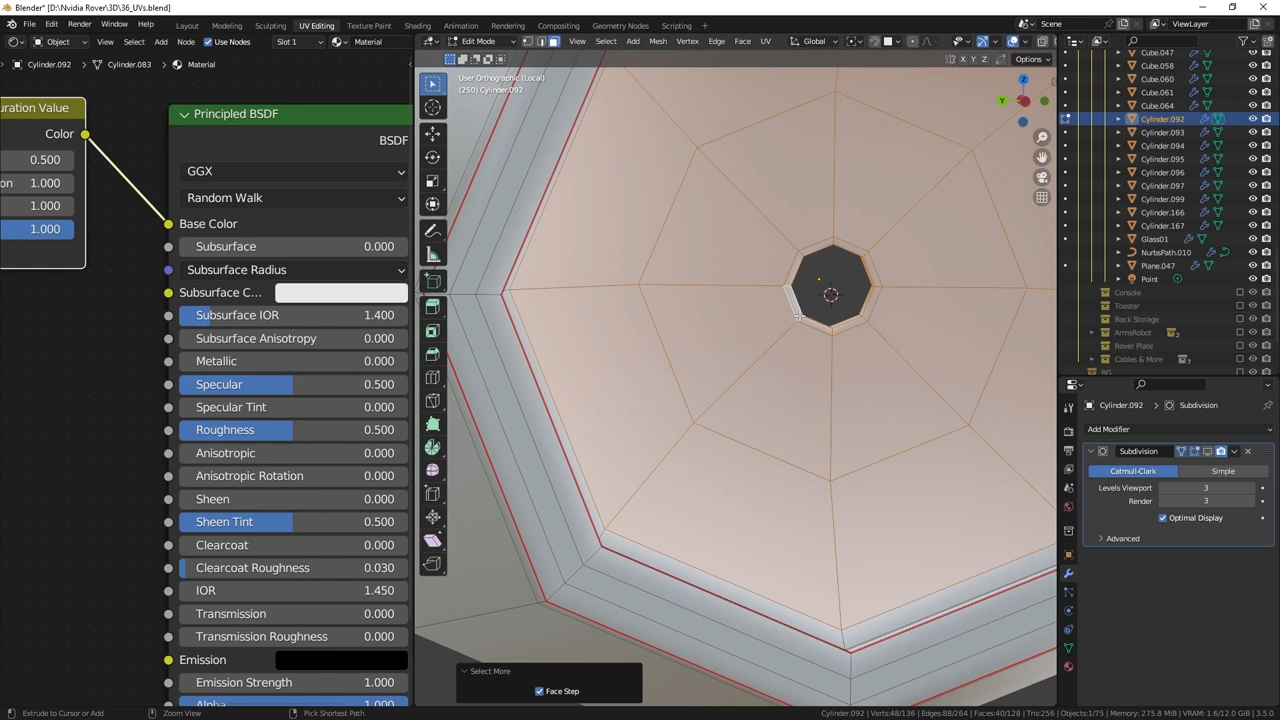 Blender* [D:\Nvidia Rover\3D\36_UVs.blend]
File Edit Render Window Help Layout Modeling Sculpting UV Editing Texture Paint Shading Animation Rendering Compositing Geometry Nodes Scripting Scene ViewLayer
Object View Select Add Node Use Nodes Slot 1 Material Edit Mode View Select Add Mesh Vertex Edge Face UV Global
X Y Z Options
Cylinder.092 Cylinder.083 Material
User Orthographic (Local)
(250) Cylinder.092
uration Value
Color
0.500
on 1.000
1.000
1.000
Principled BSDF
BSDF
GGX
Random Walk
Base Color
Subsurface 0.000
Subsurface Radius
Subsurface C...
Subsurface IOR 1.400
Subsurface Anisotropy 0.000
Metallic 0.000
Specular 0.500
Specular Tint 0.000
Roughness 0.500
Anisotropic 0.000
Anisotropic Rotation 0.000
Sheen 0.000
Sheen Tint 0.500
Clearcoat 0.000
Clearcoat Roughness 0.030
IOR 1.450
Transmission 0.000
Transmission Roughness 0.000
Emission
Emission Strength 1.000
Alpha 1.000
Z
Y
Select More
Face Step
Cube.047
Cube.058
Cube.060
Cube.061
Cube.064
Cylinder.092
Cylinder.093
Cylinder.094
Cylinder.095
Cylinder.096
Cylinder.097
Cylinder.099
Cylinder.166
Cylinder.167
Glass01
NurbsPath.010
Plane.047
Point
Console
Toaster
Back Storage
ArmsRobot 2
Rover Plate
Cables & More 7
BG
Cylinder.092 Subdivision
Add Modifier
Subdivision
Catmull-Clark Simple
Levels Viewport 3
Render 3
Optimal Display
Advanced
Extrude to Cursor or Add Zoom View Pick Shortest Path Cylinder.092 | Verts:48/136 | Edges:88/264 | Faces:40/128 | Tris:256 | Objects:1/75 | Memory: 275.8 MiB | VRAM: 1.6/12.0 GiB | 3.5.0